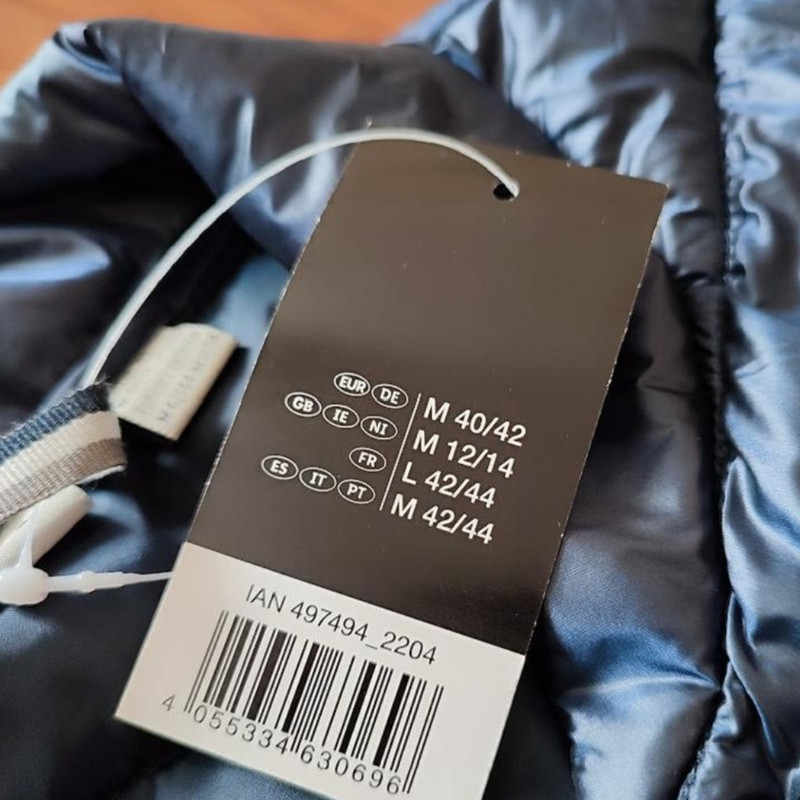 EUR DE M 40/42
GB IE NI M 12/14
FR L 42/44
ES IT PT M 42/44
IAN 497494_2204
4 055334 630696